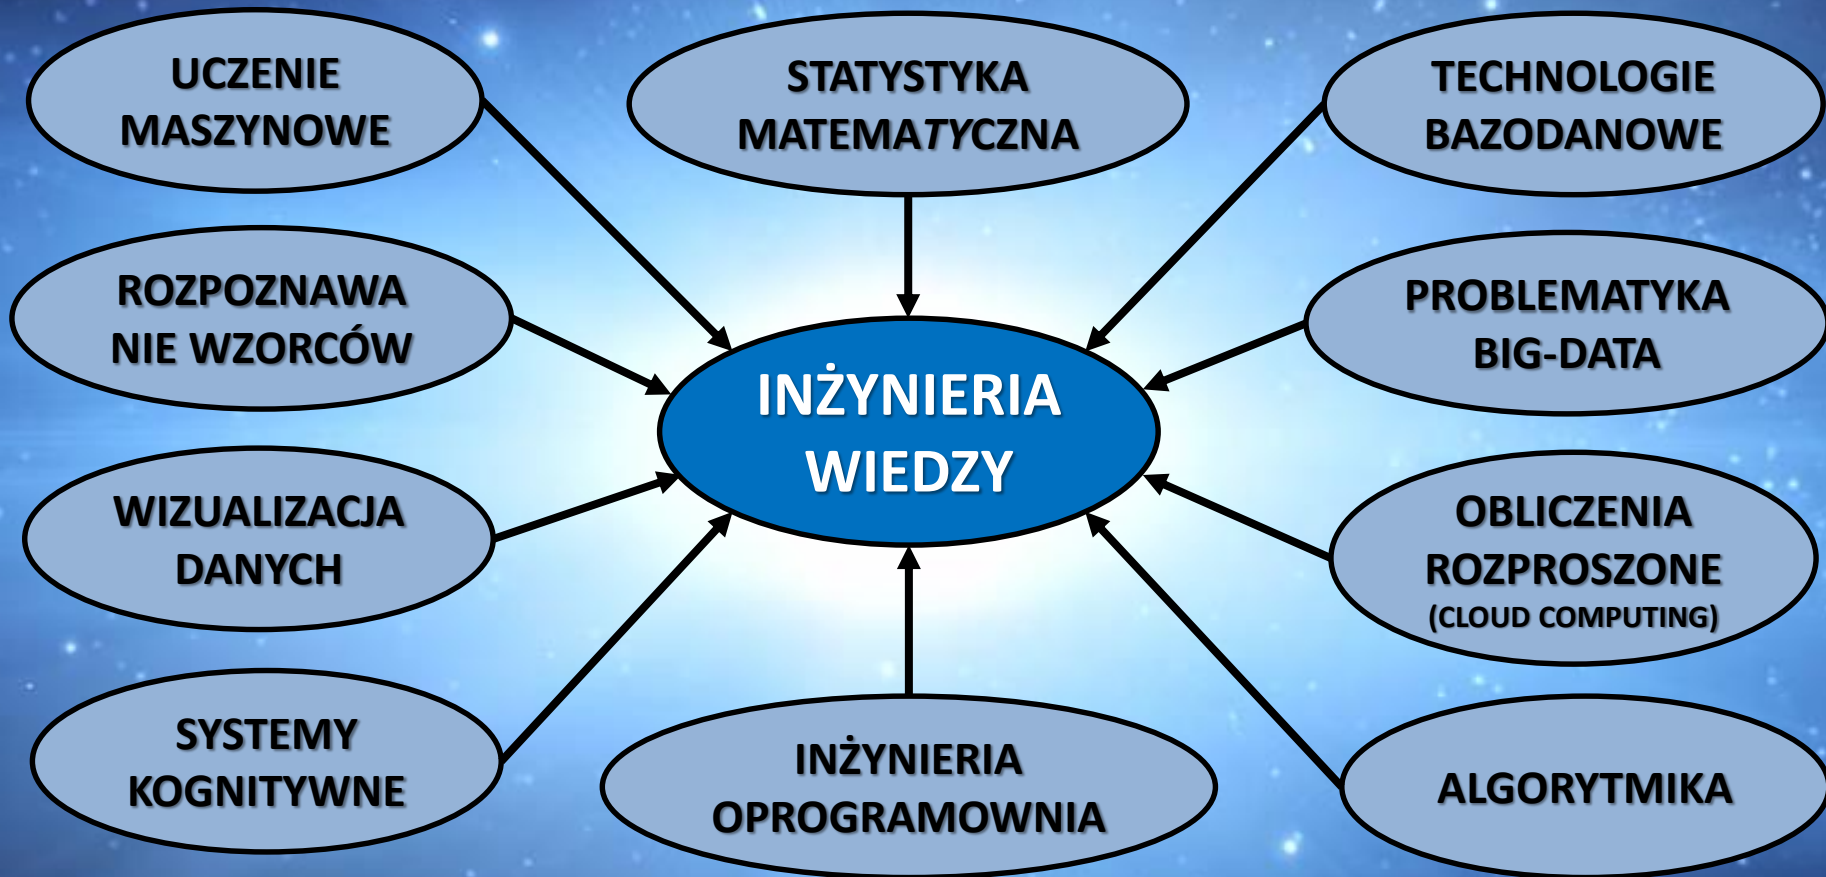 UCZENIE
MASZYNOWE
STATYSTYKA
MATEMATYCZNA
TECHNOLOGIE
BAZODANOWE
ROZPOZNAWA
NIE WZORCÓW
PROBLEMATYKA
BIG-DATA
INŻYNIERIA
WIEDZY
WIZUALIZACJA
DANYCH
OBLICZENIA
ROZPROSZONE
(CLOUD COMPUTING)
SYSTEMY
KOGNITYWNE
INŻYNIERIA
OPROGRAMOWNIA
ALGORYTMIKA